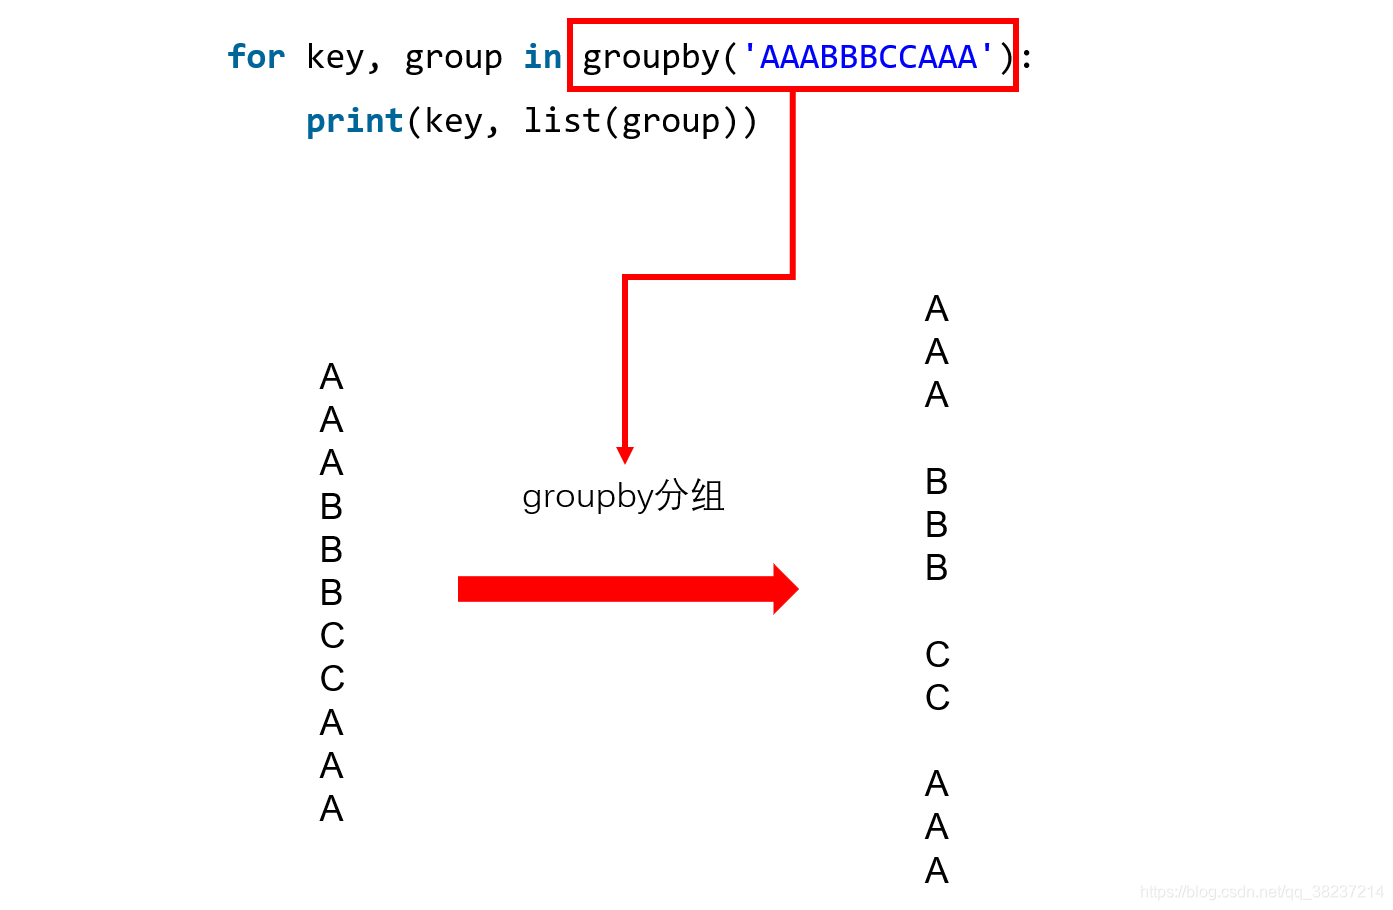 for key, group in groupby('AAABBBCCAAA'):
print(key, list(group))
A
A
A
B
B
B
C
C
A
A
A
groupby分组
A
A
A
B
B
B
C
C
A
A
A
https://blog.csdn.net/qq_38237214